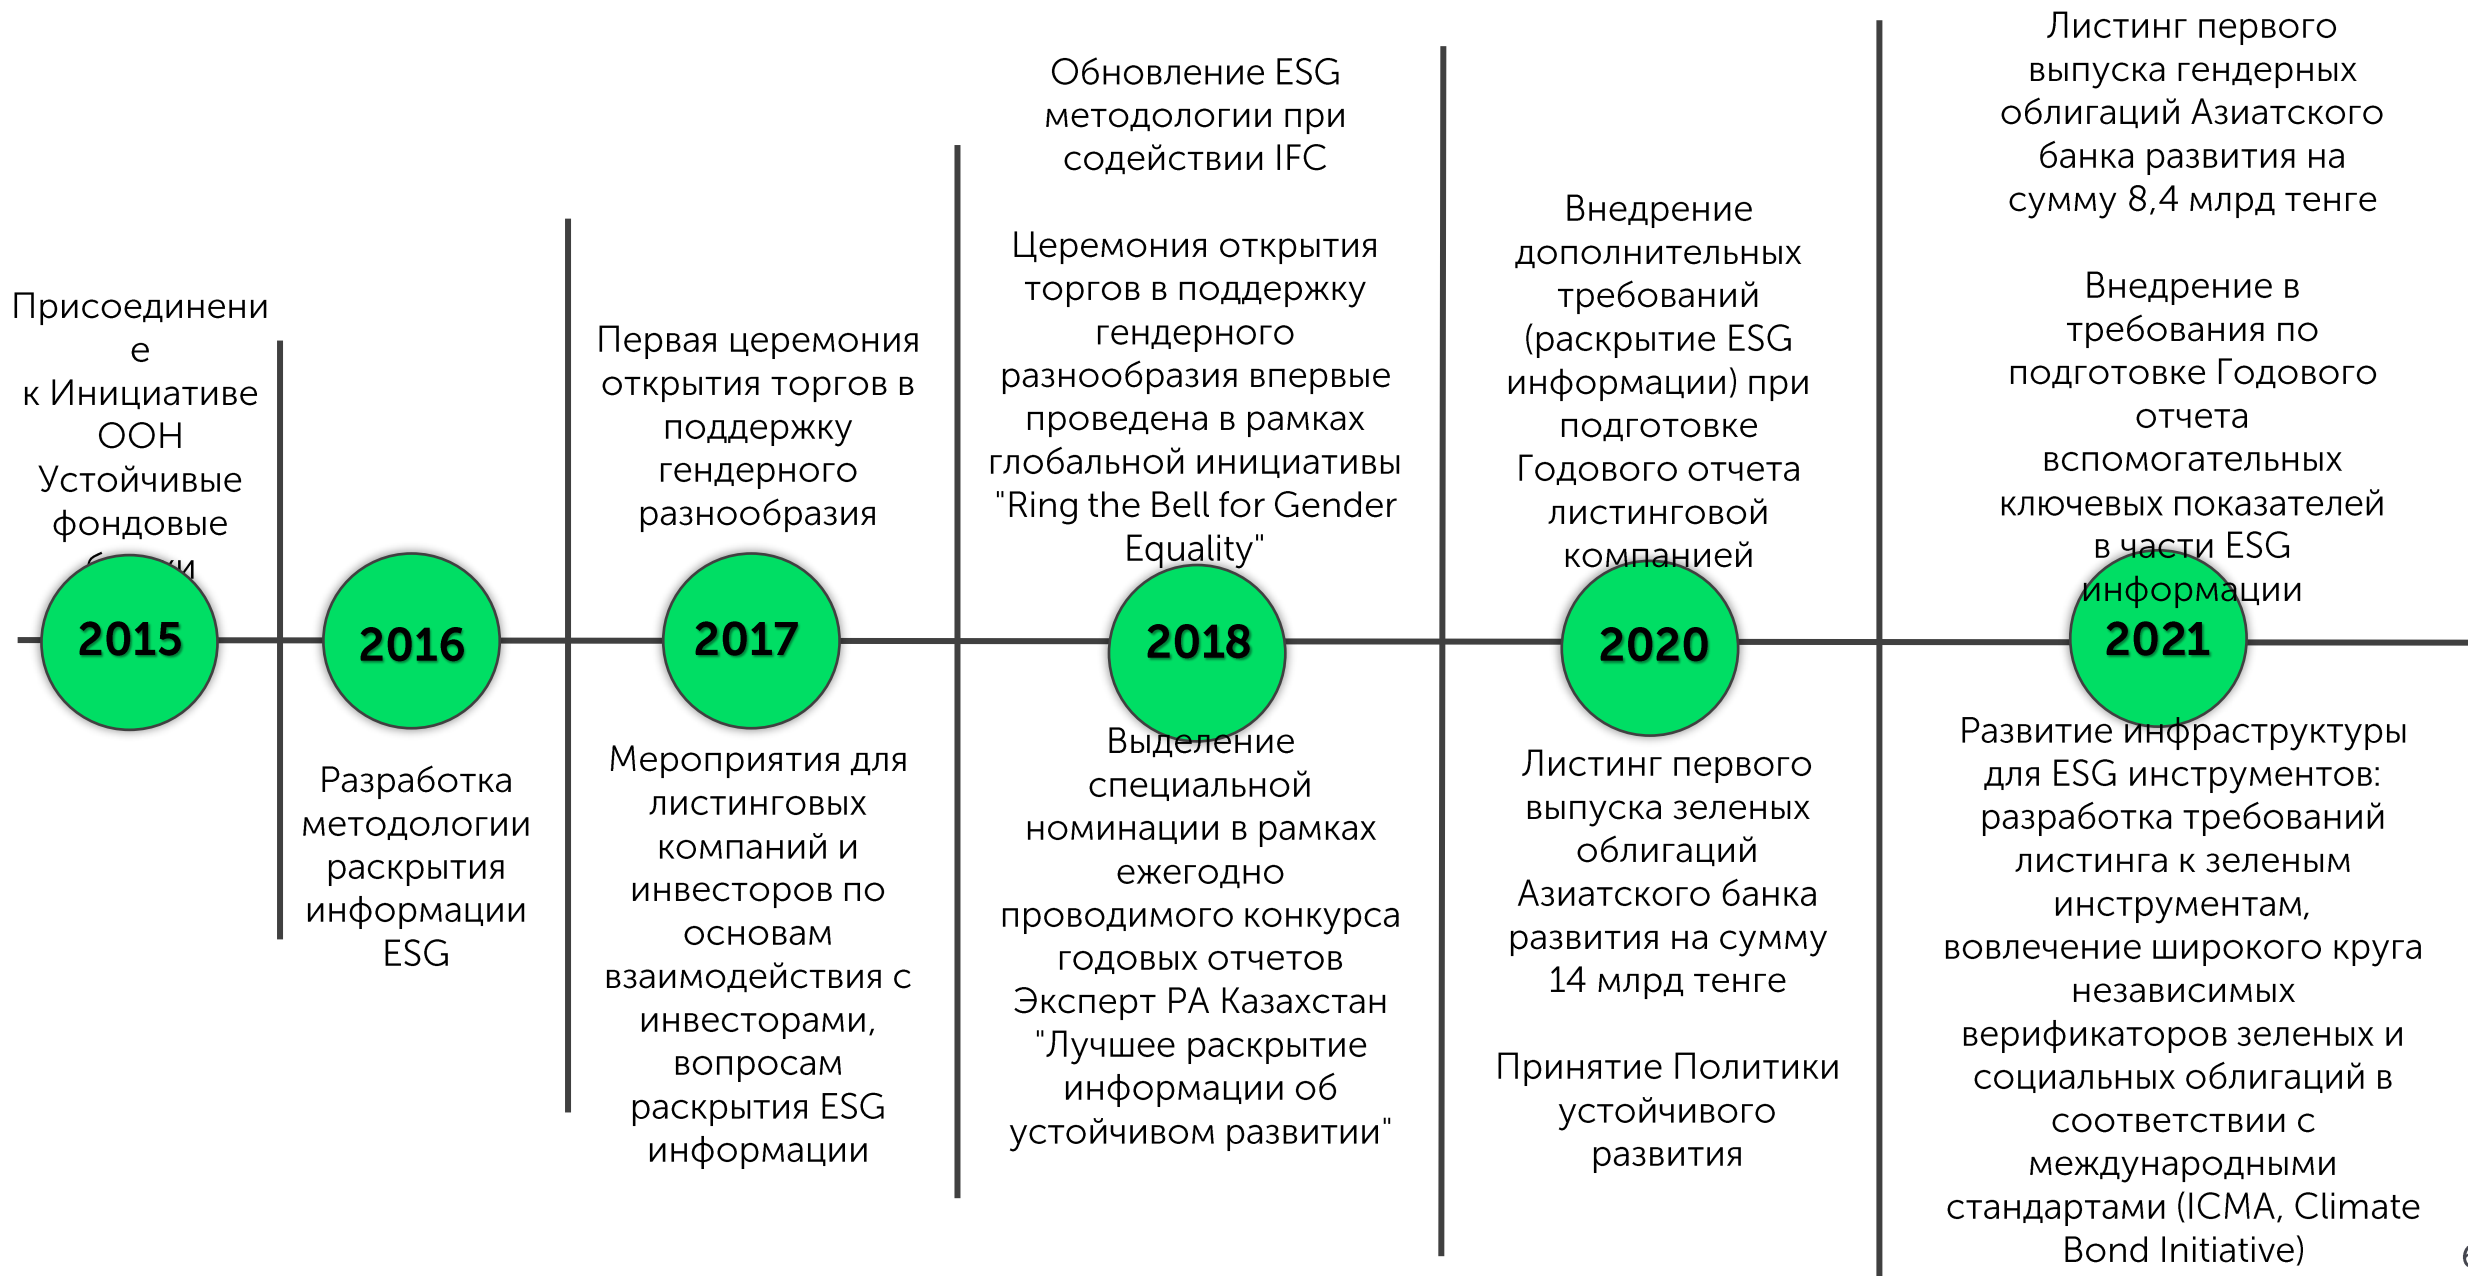 Присоединени
е
к Инициативе
ООН
Устойчивые
фондовые
2015
2016
Разработка
методологии
раскрытия
информации
ESG
Первая церемония
открытия торгов в
поддержку
гендерного
разнообразия
2017
Мероприятия для
листинговых
компаний и
инвесторов по
основам
взаимодействия с
инвесторами,
вопросам
раскрытия ESG
информации
Обновление ESG
методологии при
содействии IFC
Церемония открытия
торгов в поддержку
гендерного
разнообразия впервые
проведена в рамках
глобальной инициативы
"Ring the Bell for Gender
Equality"
2018
Выделение
специальной
номинации в рамках
ежегодно
проводимого конкурса
годовых отчетов
Эксперт РА Казахстан
"Лучшее раскрытие
информации об
устойчивом развитии"
Внедрение
дополнительных
требований
(раскрытие ESG
информации) при
подготовке
Годового отчета
листинговой
компанией
2020
Листинг первого
выпуска зеленых
облигаций
Азиатского банка
развития на сумму
14 млрд тенге
Принятие Политики
устойчивого
развития
Листинг первого
выпуска гендерных
облигаций Азиатского
банка развития на
сумму 8,4 млрд тенге
Внедрение в
требования по
подготовке Годового
отчета
вспомогательных
ключевых показателей
в части ESG
информации
2021
Развитие инфраструктуры
для ESG инструментов:
разработка требований
листинга к зеленым
инструментам,
вовлечение широкого круга
независимых
верификаторов зеленых и
социальных облигаций в
соответствии с
международными
стандартами (ICMA, Climate
Bond Initiative)